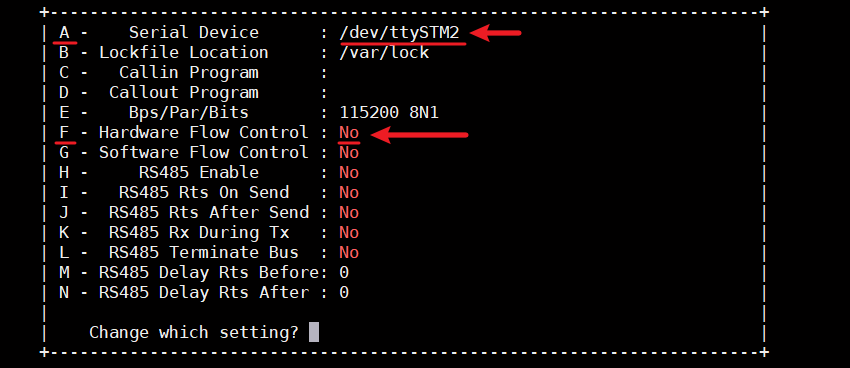 +-----------------------------------------------------------------------+
| A -    Serial Device      : /dev/ttySTM2                              |
| B - Lockfile Location     : /var/lock                                 |
| C -   Callin Program      :                                           |
| D -  Callout Program      :                                           |
| E -    Bps/Par/Bits       : 115200 8N1                                |
| F - Hardware Flow Control : No                                        |
| G - Software Flow Control : No                                        |
| H -     RS485 Enable      : No                                        |
| I -   RS485 Rts On Send   : No                                        |
| J -  RS485 Rts After Send : No                                        |
| K -  RS485 Rx During Tx   : No                                        |
| L -  RS485 Terminate Bus  : No                                        |
| M - RS485 Delay Rts Before: 0                                         |
| N - RS485 Delay Rts After : 0                                         |
|                                                                       |
|    Change which setting?                                              |
+-----------------------------------------------------------------------+